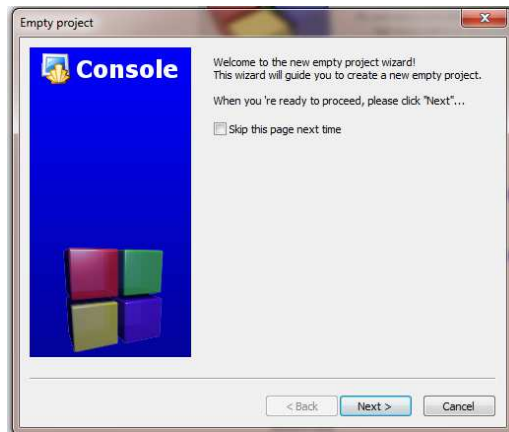 Empty project
Console
Welcome to the new empty project wizard!
This wizard will guide you to create a new empty project.
When you 're ready to proceed, please click "Next"...
Skip this page next time
< Back
Next >
Cancel